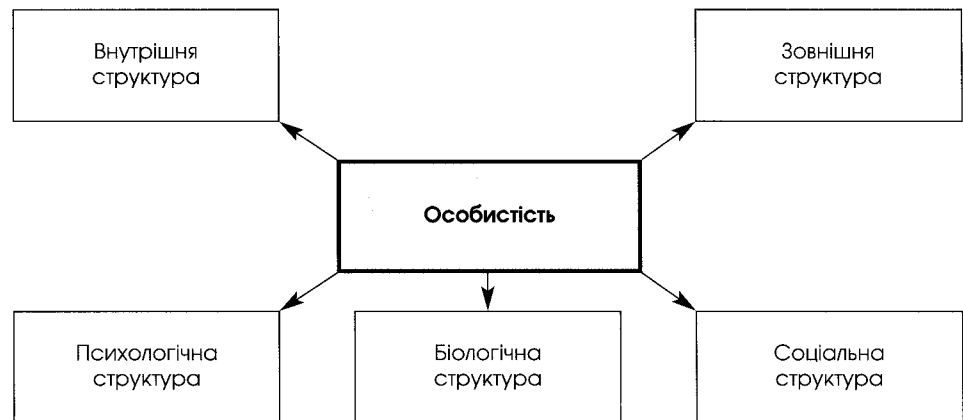 Внутрішня
структура
Зовнішня
структура
Особистість
Психологічна
структура
Біологічна
структура
Соціальна
структура